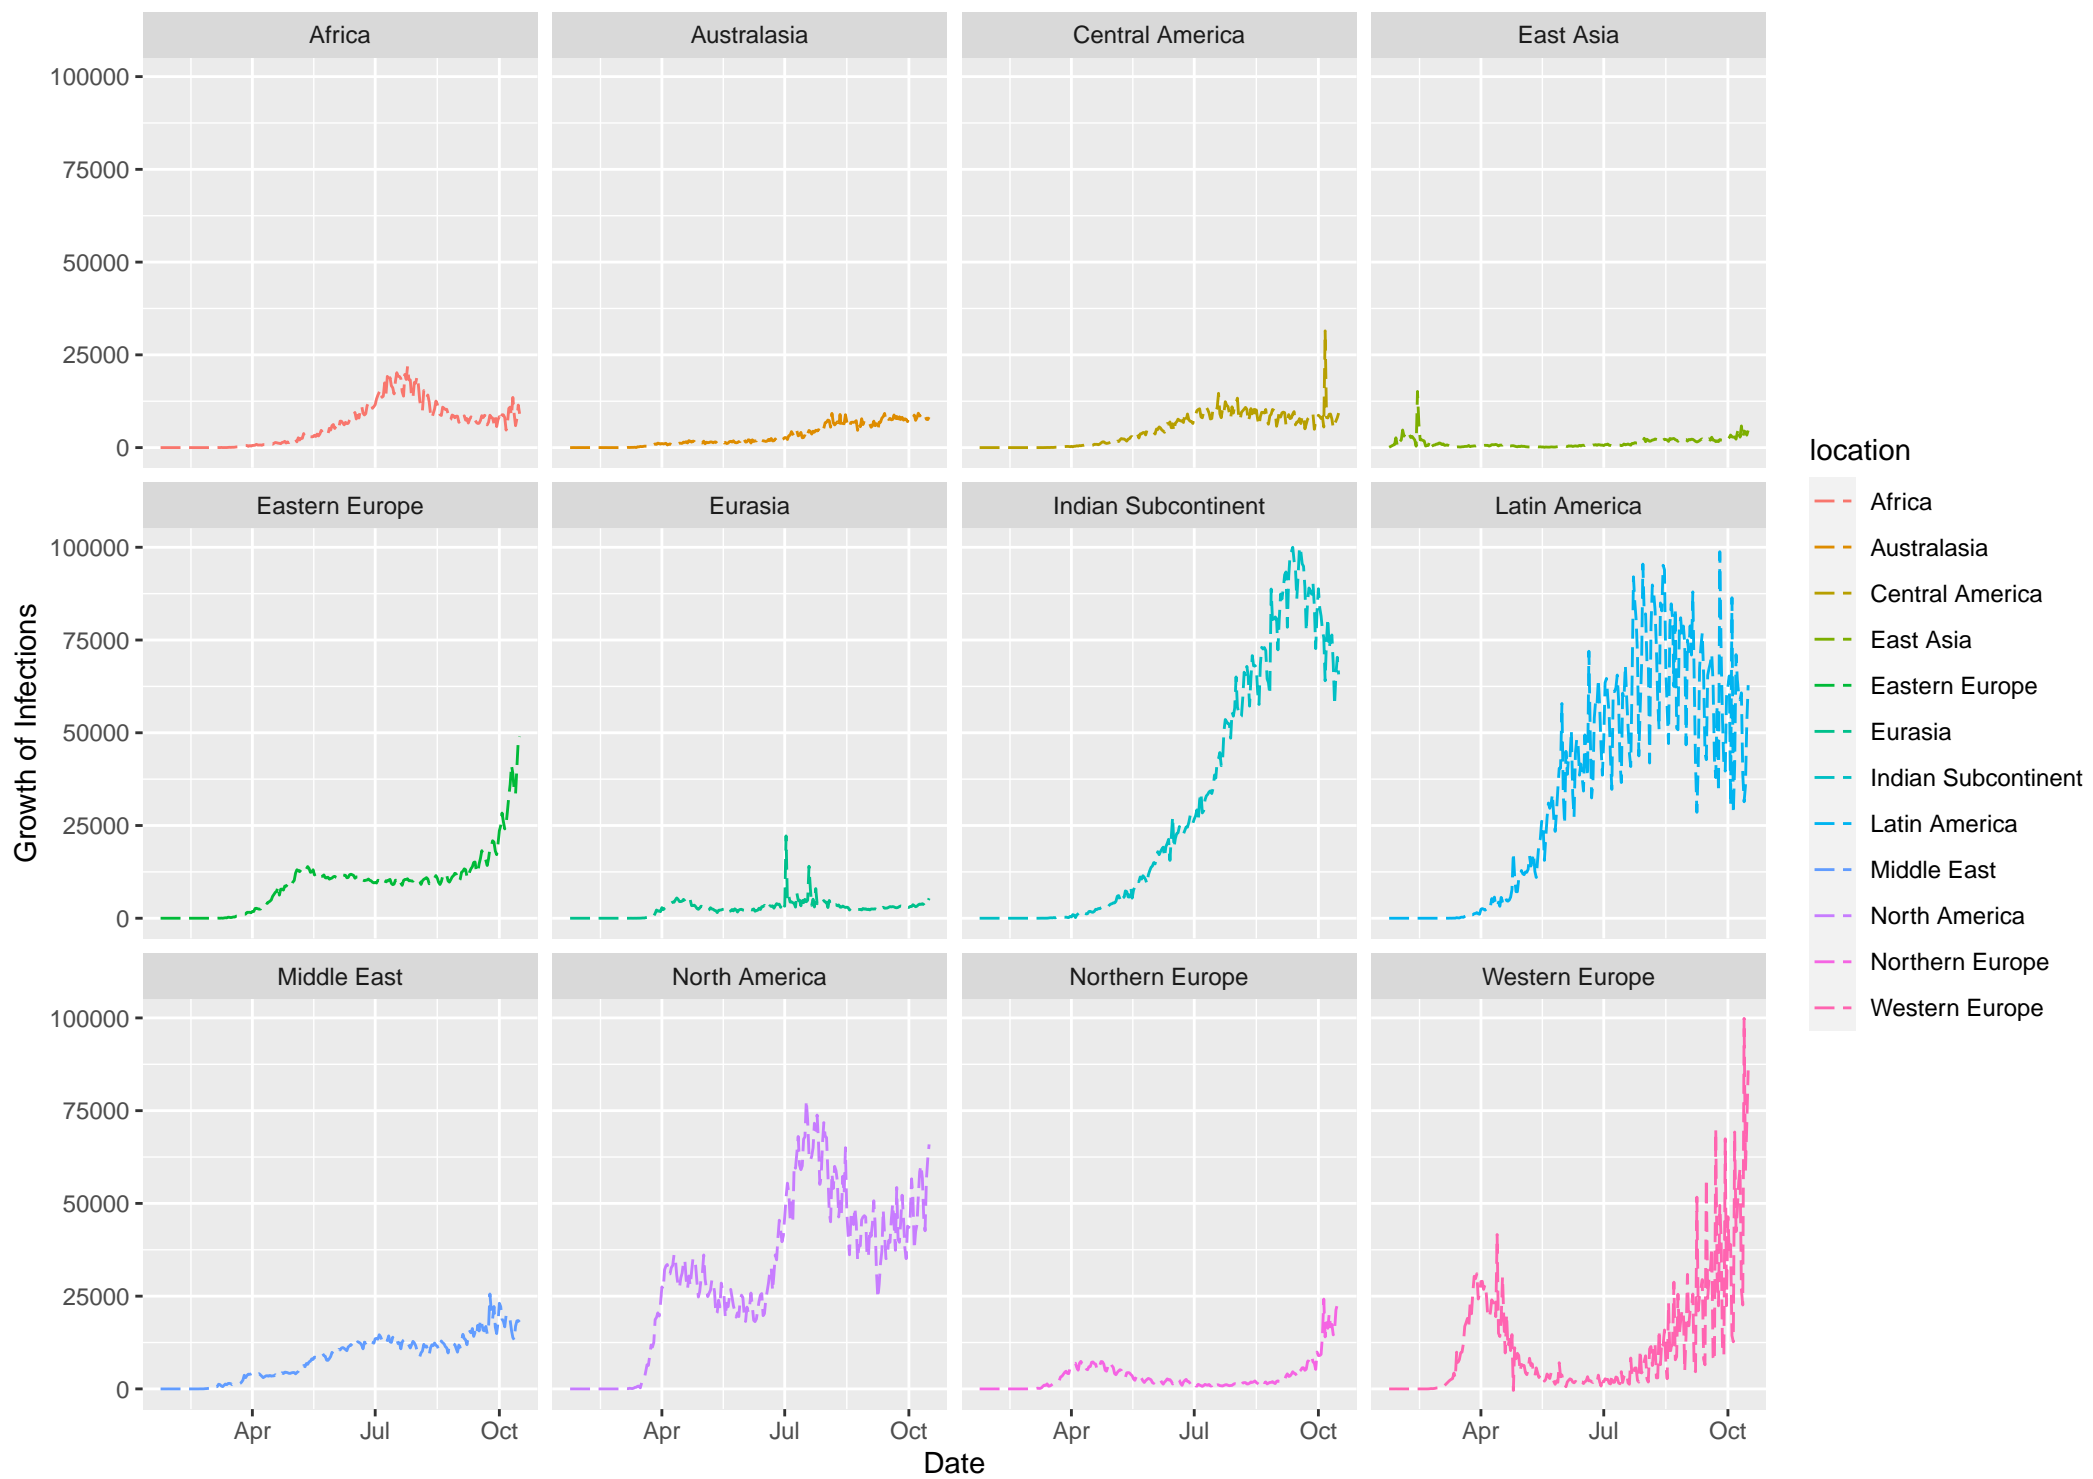 Africa
Australasia
Central America
East Asia
100000
75000
50000
25000
0
Eastern Europe
Eurasia
Indian Subcontinent
Latin America
100000
75000
50000
25000
0
Middle East
North America
Northern Europe
Western Europe
100000
75000
50000
25000
0
Apr Jul Oct
Apr Jul Oct
Apr Jul Oct
Apr Jul Oct
Date
Growth of Infections
location
Africa
Australasia
Central America
East Asia
Eastern Europe
Eurasia
Indian Subcontinent
Latin America
Middle East
North America
Northern Europe
Western Europe